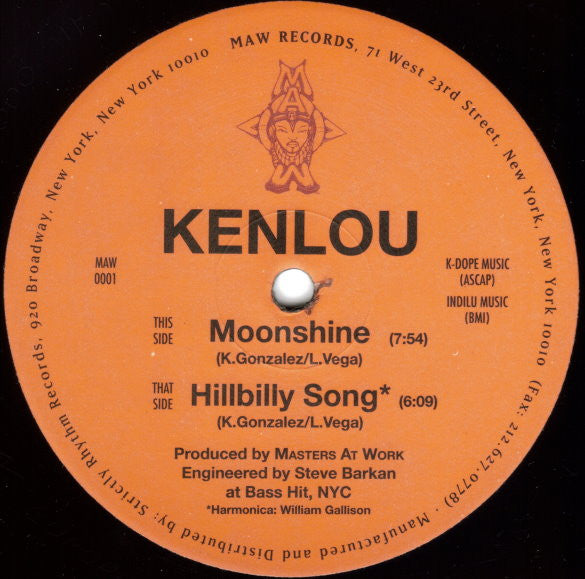 MAW RECORDS, 71 West 23rd Street, New York, New York 10010 (Fax: 212.627.0778) · Manufactured and Distributed by: Strictly Rhythm Records, 920 Broadway, New York, New York 10010
MAW
KENLOU
MAW
0001
K-DOPE MUSIC
(ASCAP)
INDILU MUSIC
(BMI)
THIS
SIDE
Moonshine (7:54)
(K.Gonzalez/L.Vega)
THAT
SIDE
Hillbilly Song* (6:09)
(K.Gonzalez/L.Vega)
Produced by MASTERS AT WORK
Engineered by Steve Barkan
at Bass Hit, NYC
*Harmonica: William Gallison